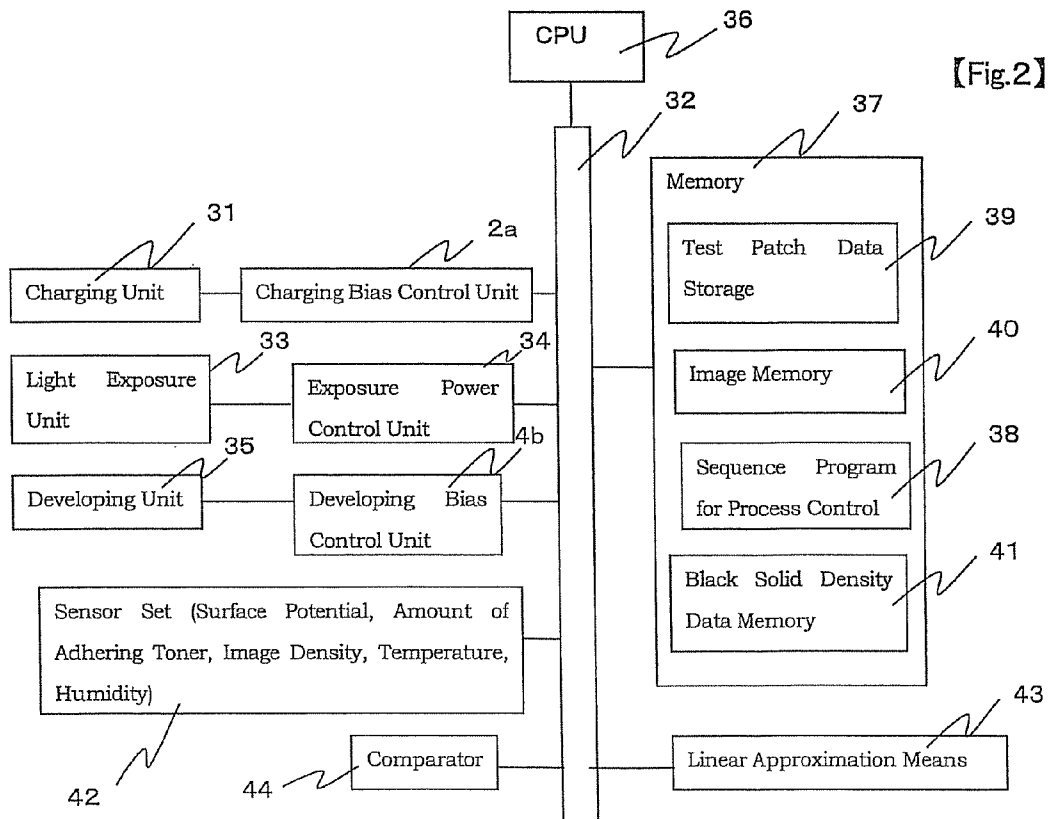 CPU
36
【Fig.2】
32
37
Memory
31
2a
39
Test Patch Data
Storage
Charging Unit
Charging Bias Control Unit
33
34
40
Light Exposure
Unit
Exposure Power
Control Unit
Image Memory
35
4b
38
Developing Unit
Developing Bias
Control Unit
Sequence Program
for Process Control
41
Black Solid Density
Data Memory
Sensor Set (Surface Potential, Amount of
Adhering Toner, Image Density, Temperature,
Humidity)
43
42
44
Comparator
Linear Approximation Means